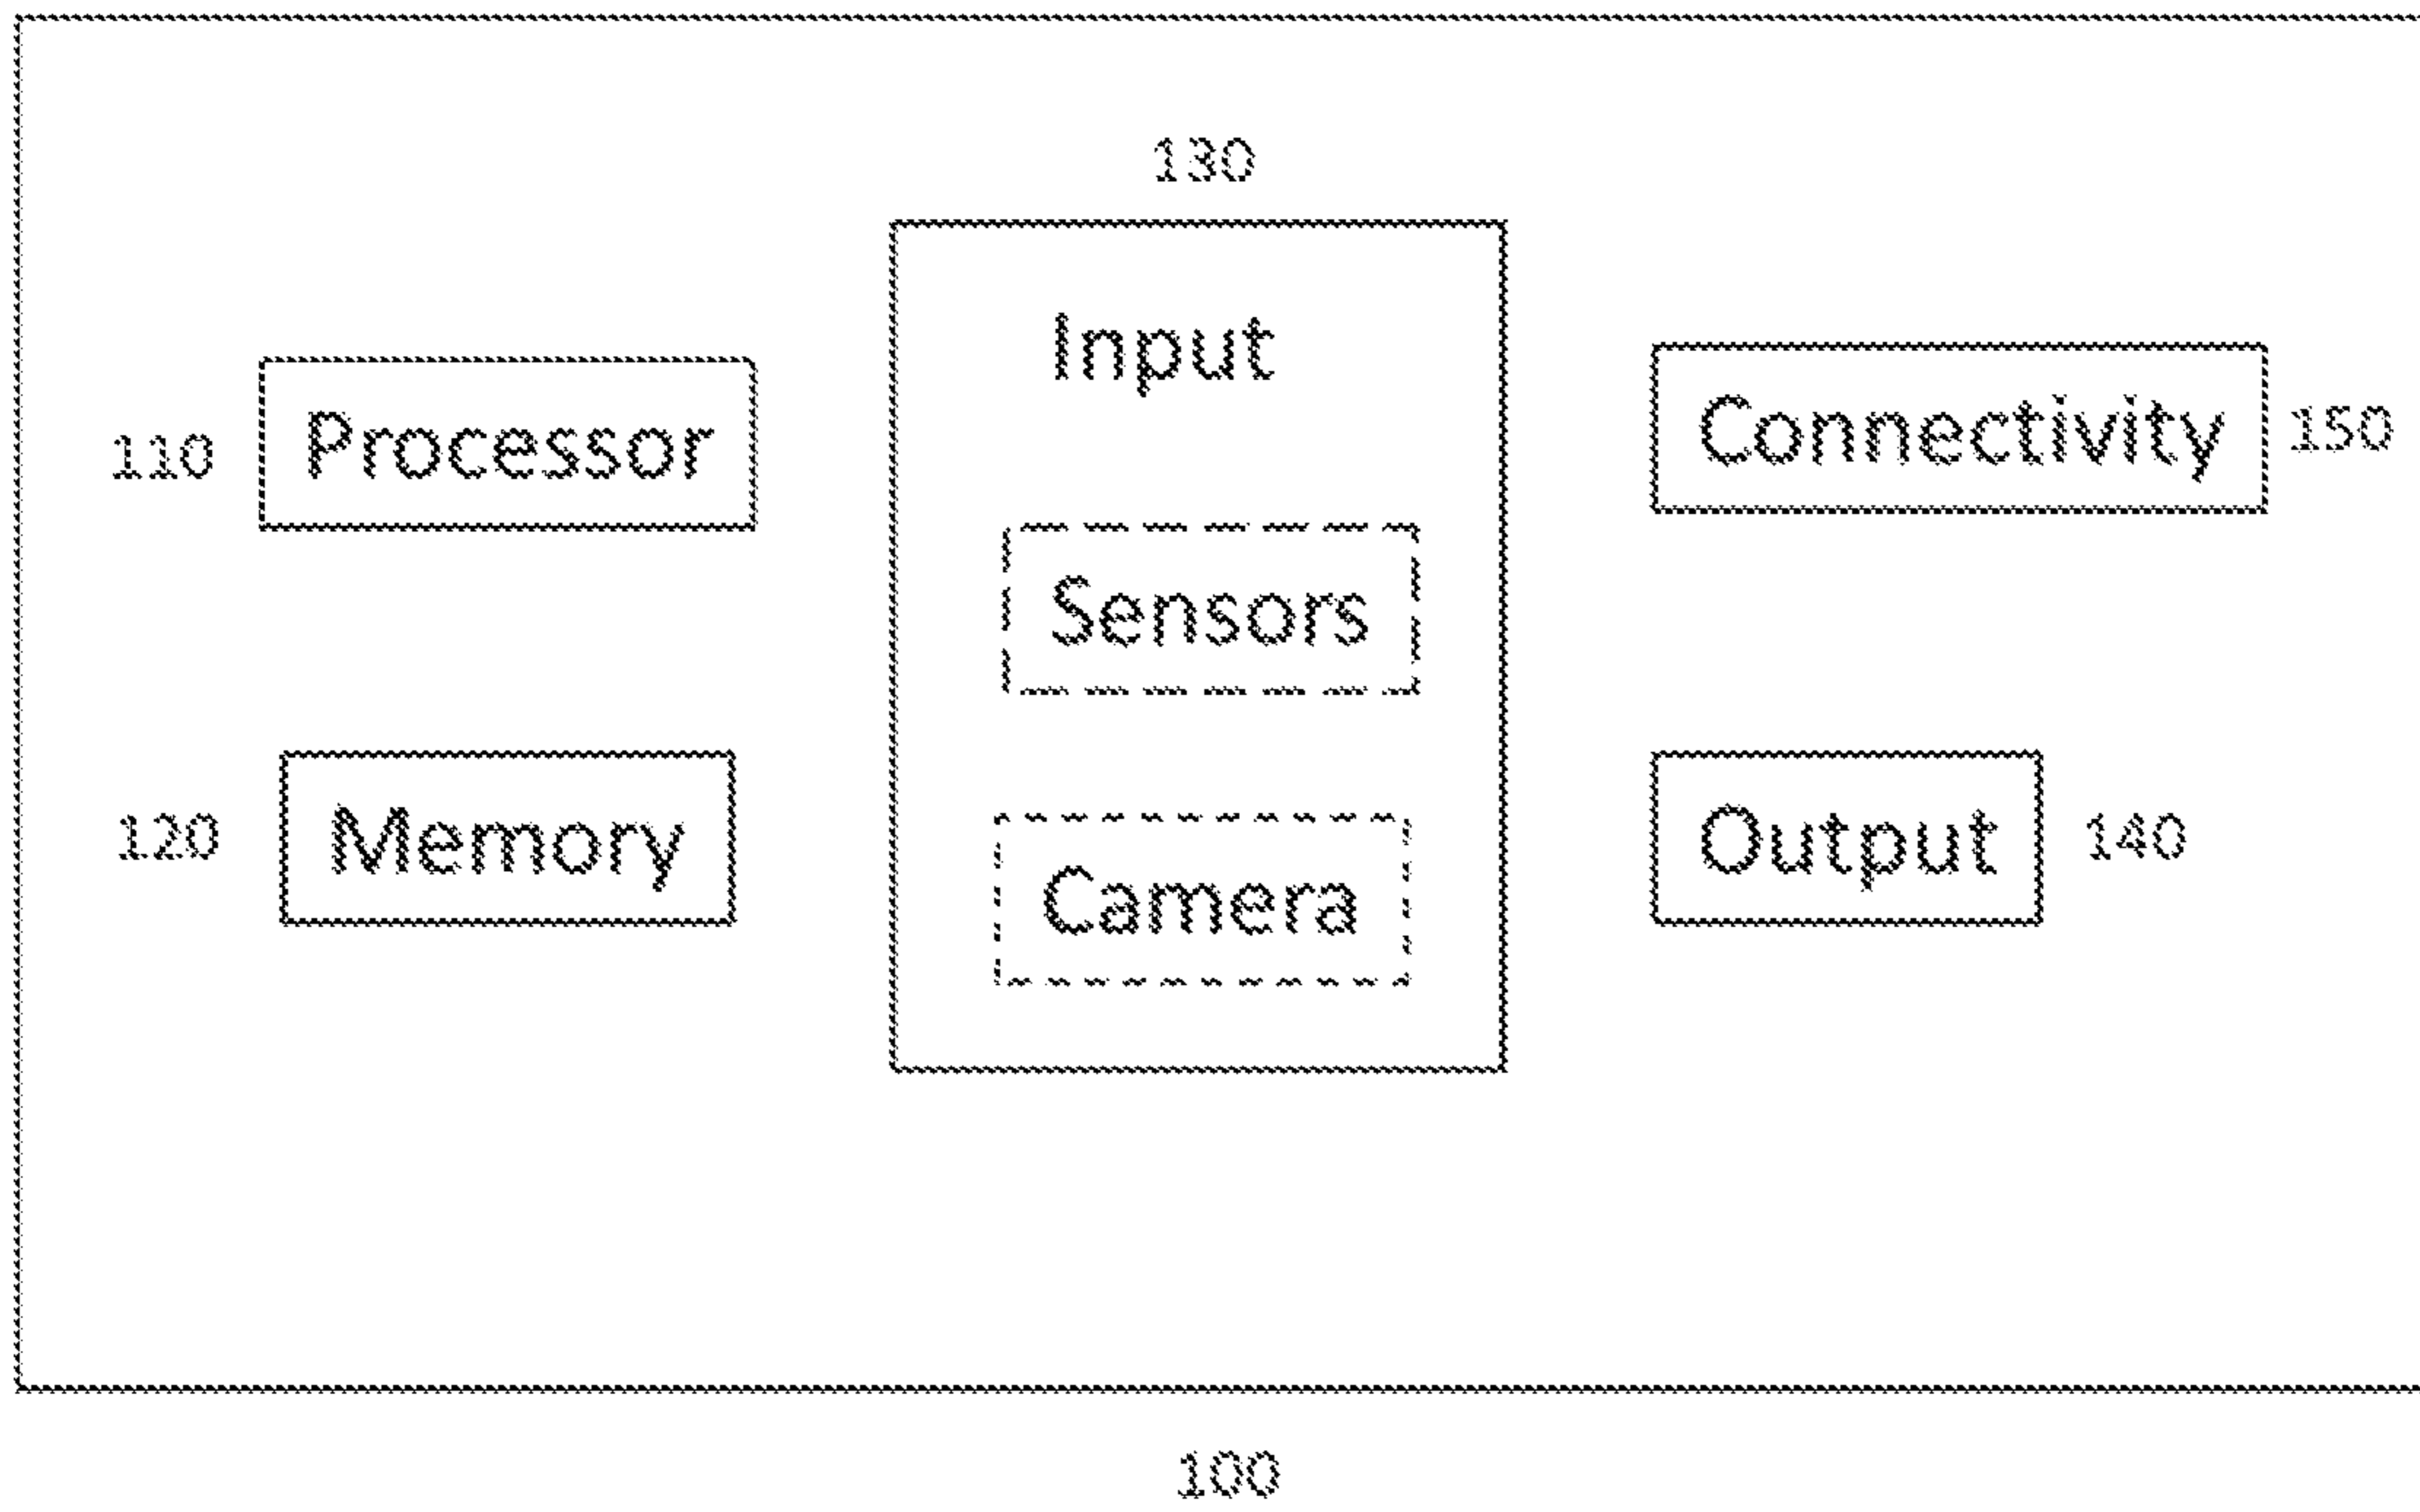 130
Input
110 Processor
Connectivity 150
Sensors
120 Memory
Output 140
Camera
100